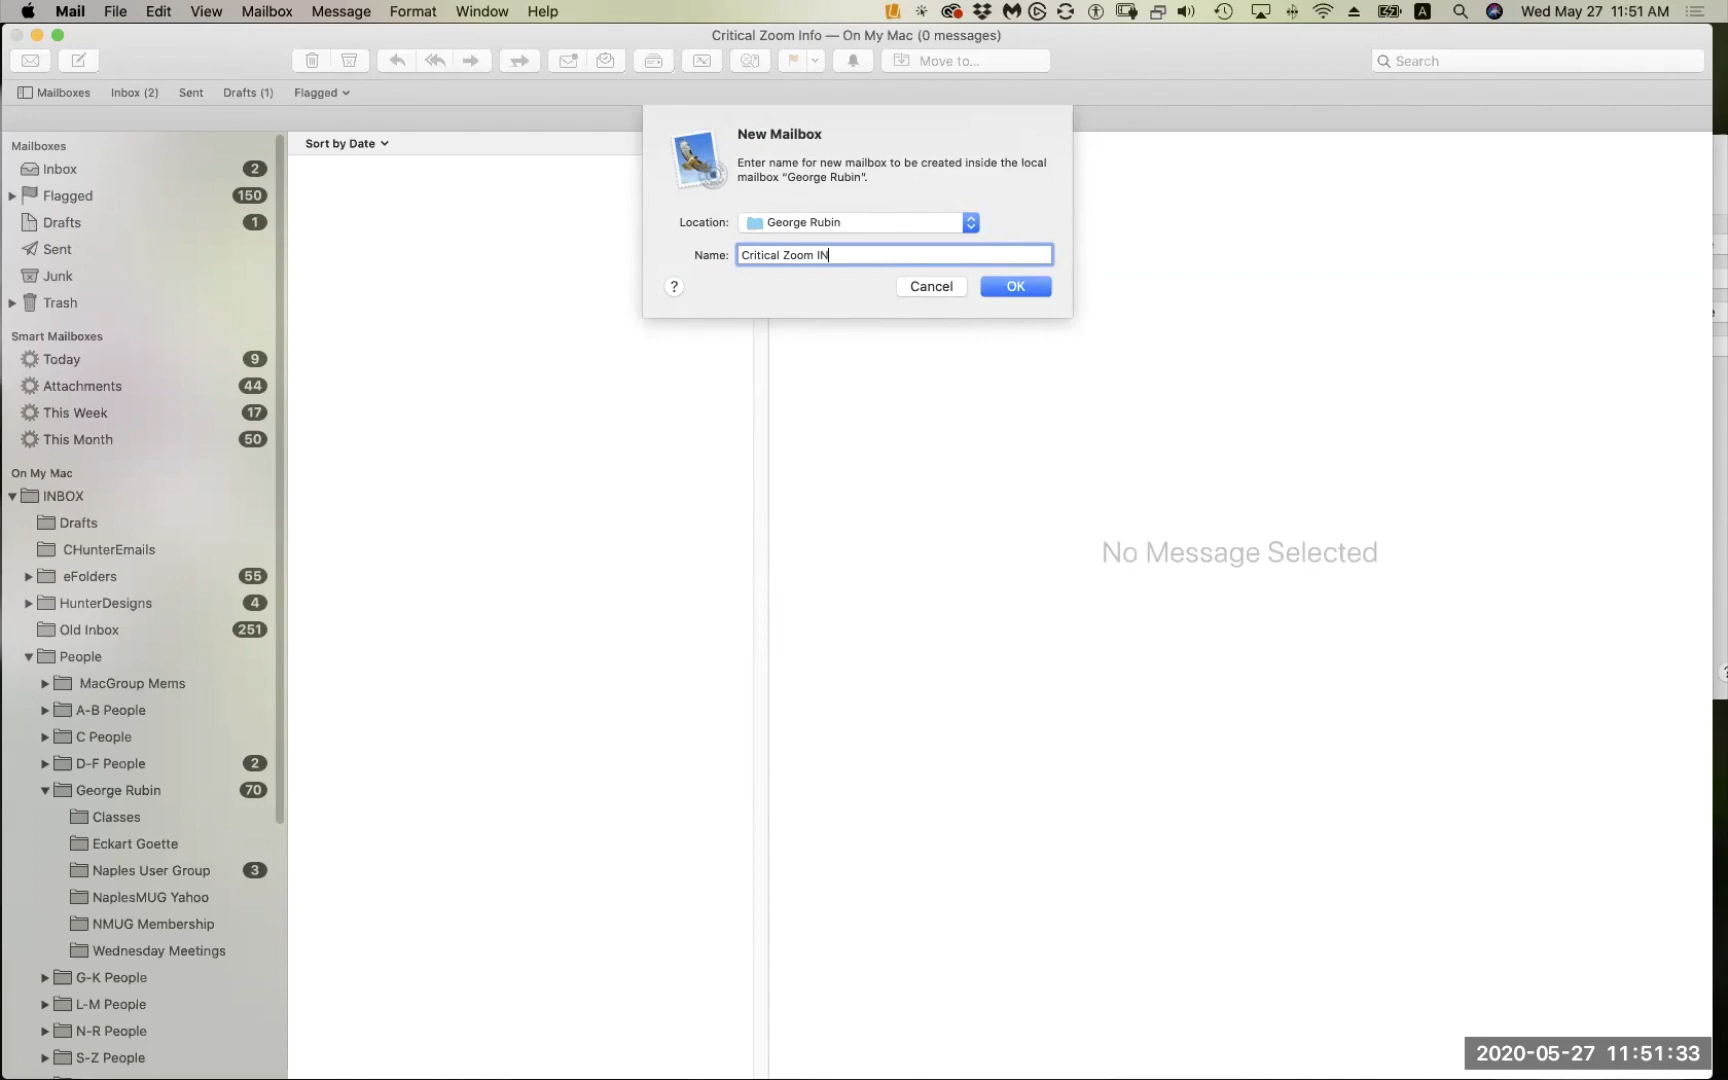 Mail File Edit View Mailbox Message Format Window Help
A
Wed May 27 11:51 AM
Critical Zoom Info — On My Mac (0 messages)
Move to...
Search
Mailboxes Inbox (2) Sent Drafts (1) Flagged
Mailboxes
Inbox 2
Flagged 150
Drafts 1
Sent
Junk
Trash
Smart Mailboxes
Today 9
Attachments 44
This Week 17
This Month 50
On My Mac
INBOX
Drafts
CHunterEmails
eFolders 55
HunterDesigns 4
Old Inbox 251
People
MacGroup Mems
A-B People
C People
D-F People 2
George Rubin 70
Classes
Eckart Goette
Naples User Group 3
NaplesMUG Yahoo
NMUG Membership
Wednesday Meetings
G-K People
L-M People
N-R People
S-Z People
Sort by Date
New Mailbox
Enter name for new mailbox to be created inside the local
mailbox “George Rubin”.
Location: George Rubin
Name: Critical Zoom IN
? Cancel OK
No Message Selected
2020-05-27 11:51:33